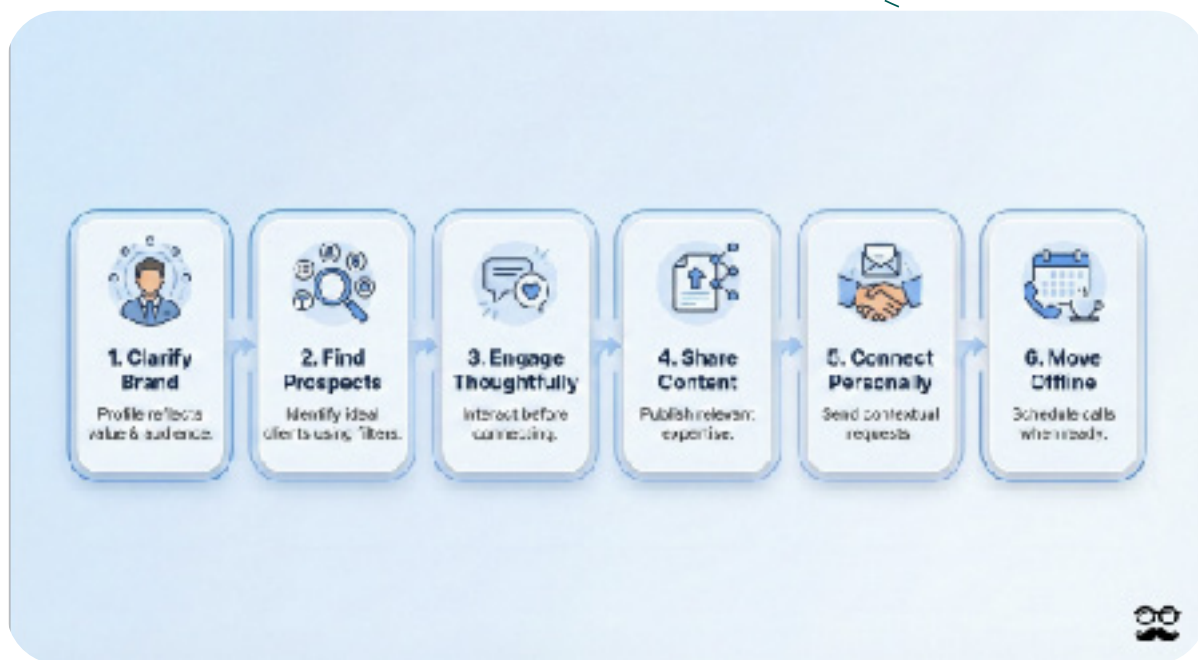 1. Clarify
Brand
Profile reflects
value & audience.
2. Find
Prospects
Identify ideal
clients using filters.
3. Engage
Thoughtfully
Interact before
connecting.
4. Share
Content
Publish relevant
expertise.
5. Connect
Personally
Send contextual
requests.
6. Move
Offline
Schedule calls
when ready.